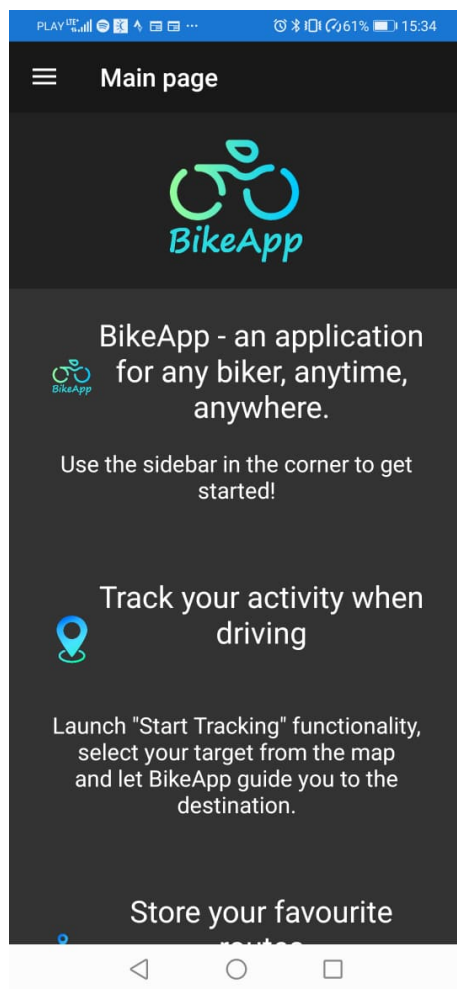 PLAY 61% 15:34
Main page
BikeApp
BikeApp - an application
for any biker, anytime,
anywhere.
BikeApp
Use the sidebar in the corner to get
started!
Track your activity when
driving
Launch "Start Tracking" functionality,
select your target from the map
and let BikeApp guide you to the
destination.
Store your favourite
routes